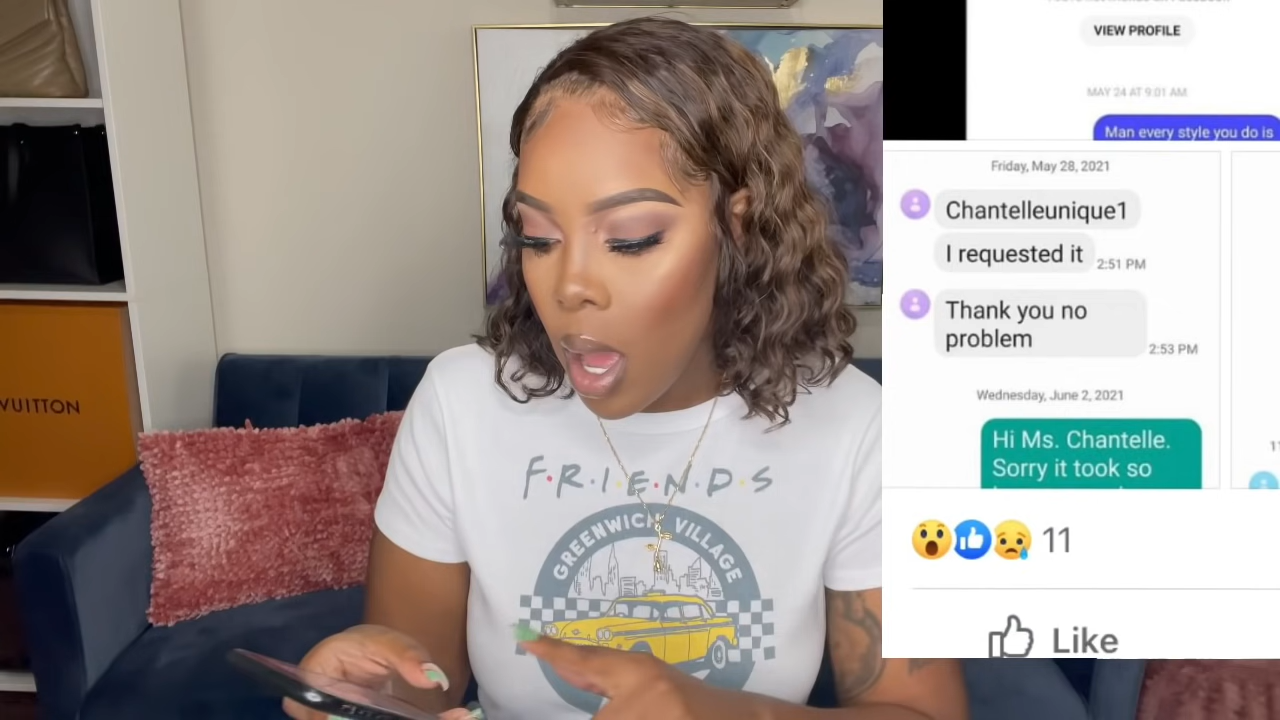 VUITTON
F·R·I·E·N·D·S
GREENWICH VILLAGE
VIEW PROFILE
MAY 24 AT 9:01 AM
Man every style you do is
Friday, May 28, 2021
Chantelleunique1
I requested it
2:51 PM
Thank you no
problem
2:53 PM
Wednesday, June 2, 2021
Hi Ms. Chantelle.
Sorry it took so
11
Like